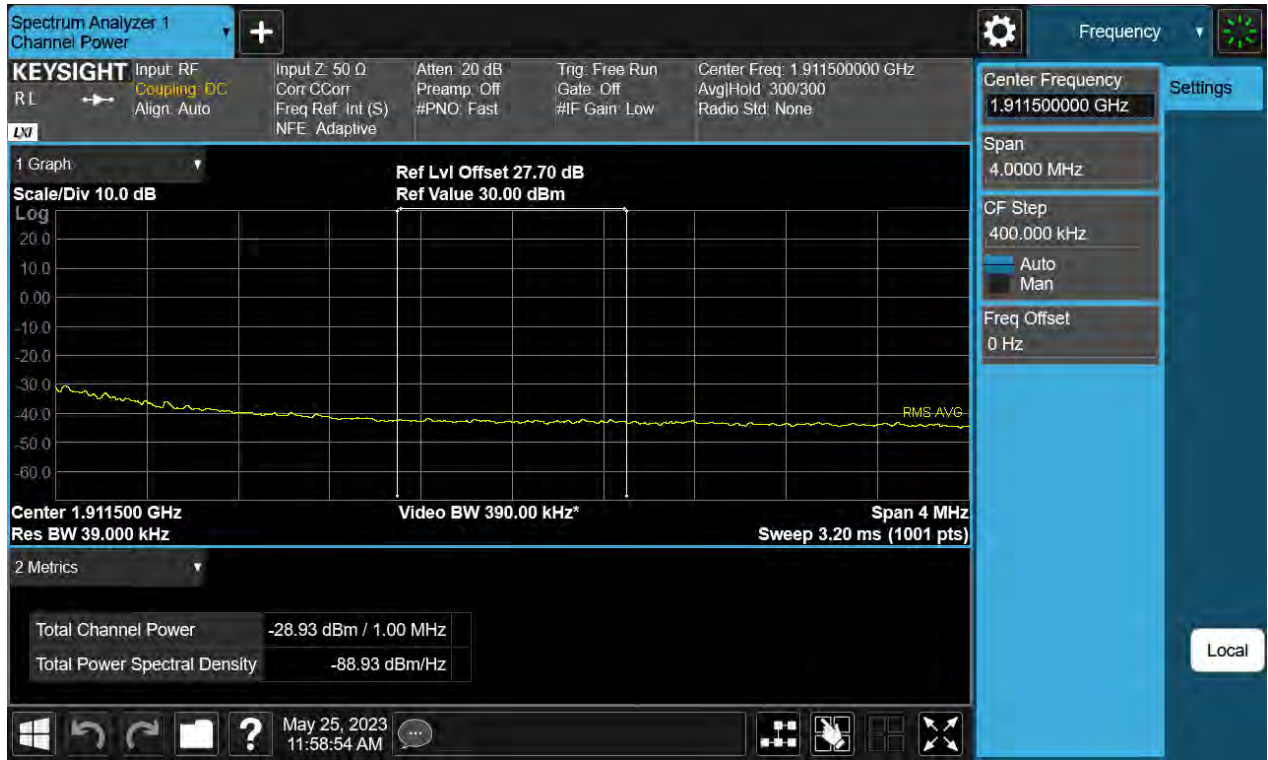 Spectrum Analyzer 1
Channel Power
Frequency
KEYSIGHT
RL
LXI
Input: RF
Coupling: DC
Align: Auto
Input Z: 50 Ω
Corr CCorr
Freq Ref: Int (S)
NFE: Adaptive
Atten: 20 dB
Preamp: Off
#PNO: Fast
Trig: Free Run
Gate: Off
#IF Gain: Low
Center Freq: 1.911500000 GHz
Avg|Hold: 300/300
Radio Std: None
1 Graph
Scale/Div 10.0 dB
Ref Lvl Offset 27.70 dB
Ref Value 30.00 dBm
Log
20.0
10.0
0.00
-10.0
-20.0
-30.0
-40.0
-50.0
-60.0
RMS AVG
Center 1.911500 GHz
Res BW 39.000 kHz
Video BW 390.00 kHz*
Span 4 MHz
Sweep 3.20 ms (1001 pts)
2 Metrics
Total Channel Power -28.93 dBm / 1.00 MHz
Total Power Spectral Density -88.93 dBm/Hz
May 25, 2023
11:58:54 AM
Center Frequency
1.911500000 GHz
Span
4.0000 MHz
CF Step
400.000 kHz
Auto
Man
Freq Offset
0 Hz
Settings
Local